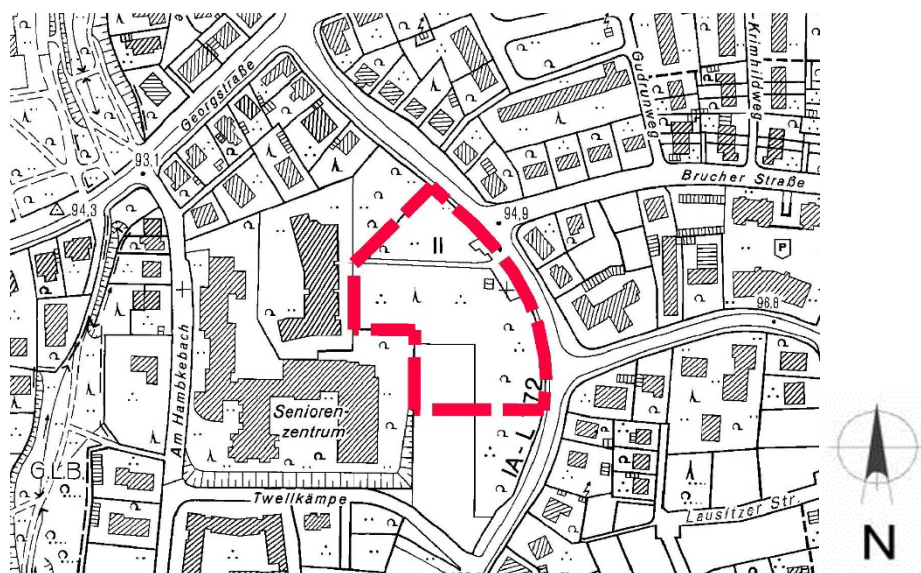 Georgstraße
Gudrunweg
Krimhildweg
93,1
Brucher Straße
94,3
94,9
II
P
96,8
Am Hambkebach
Senioren-
zentrum
72
IA-L
G.L.B.
Twellkämpe
Lausitzer Str.
N